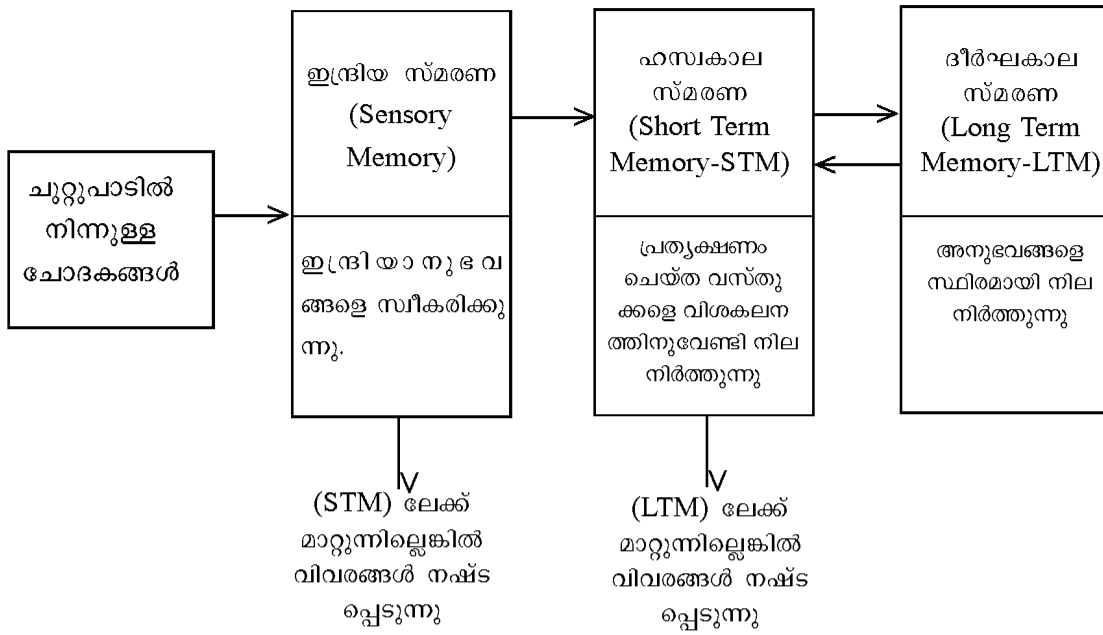 ചുറ്റുപാടിൽ
നിന്നുള്ള
ചോദകങ്ങൾ
ഇന്ദ്രിയ സ്മരണ
(Sensory
Memory)
ഇന്ദ്രിയാനുഭവ
ങ്ങളെ സ്വീകരിക്കു
ന്നു.
(STM) ലേക്ക്
മാറ്റുന്നില്ലെങ്കിൽ
വിവരങ്ങൾ നഷ്ട
പ്പെടുന്നു
ഹസ്വകാല
സ്മരണ
(Short Term
Memory-STM)
പ്രത്യക്ഷണം
ചെയ്ത വസ്തു
ക്കളെ വിശകലന
ത്തിനുവേണ്ടി നില
നിർത്തുന്നു
(LTM) ലേക്ക്
മാറ്റുന്നില്ലെങ്കിൽ
വിവരങ്ങൾ നഷ്ട
പ്പെടുന്നു
ദീർഘകാല
സ്മരണ
(Long Term
Memory-LTM)
അനുഭവങ്ങളെ
സ്ഥിരമായി നില
നിർത്തുന്നു